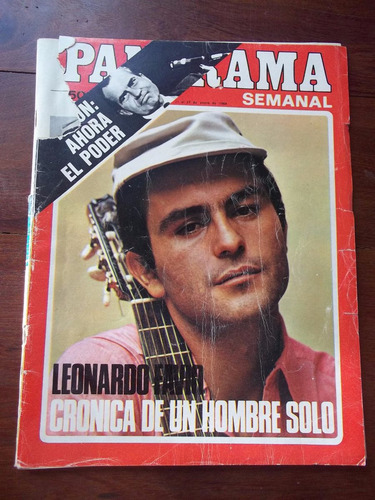 PANORAMA
SEMANAL
AHORA
EL PODER
LEONARDO FAVIO
CRONICA DE UN HOMBRE SOLO